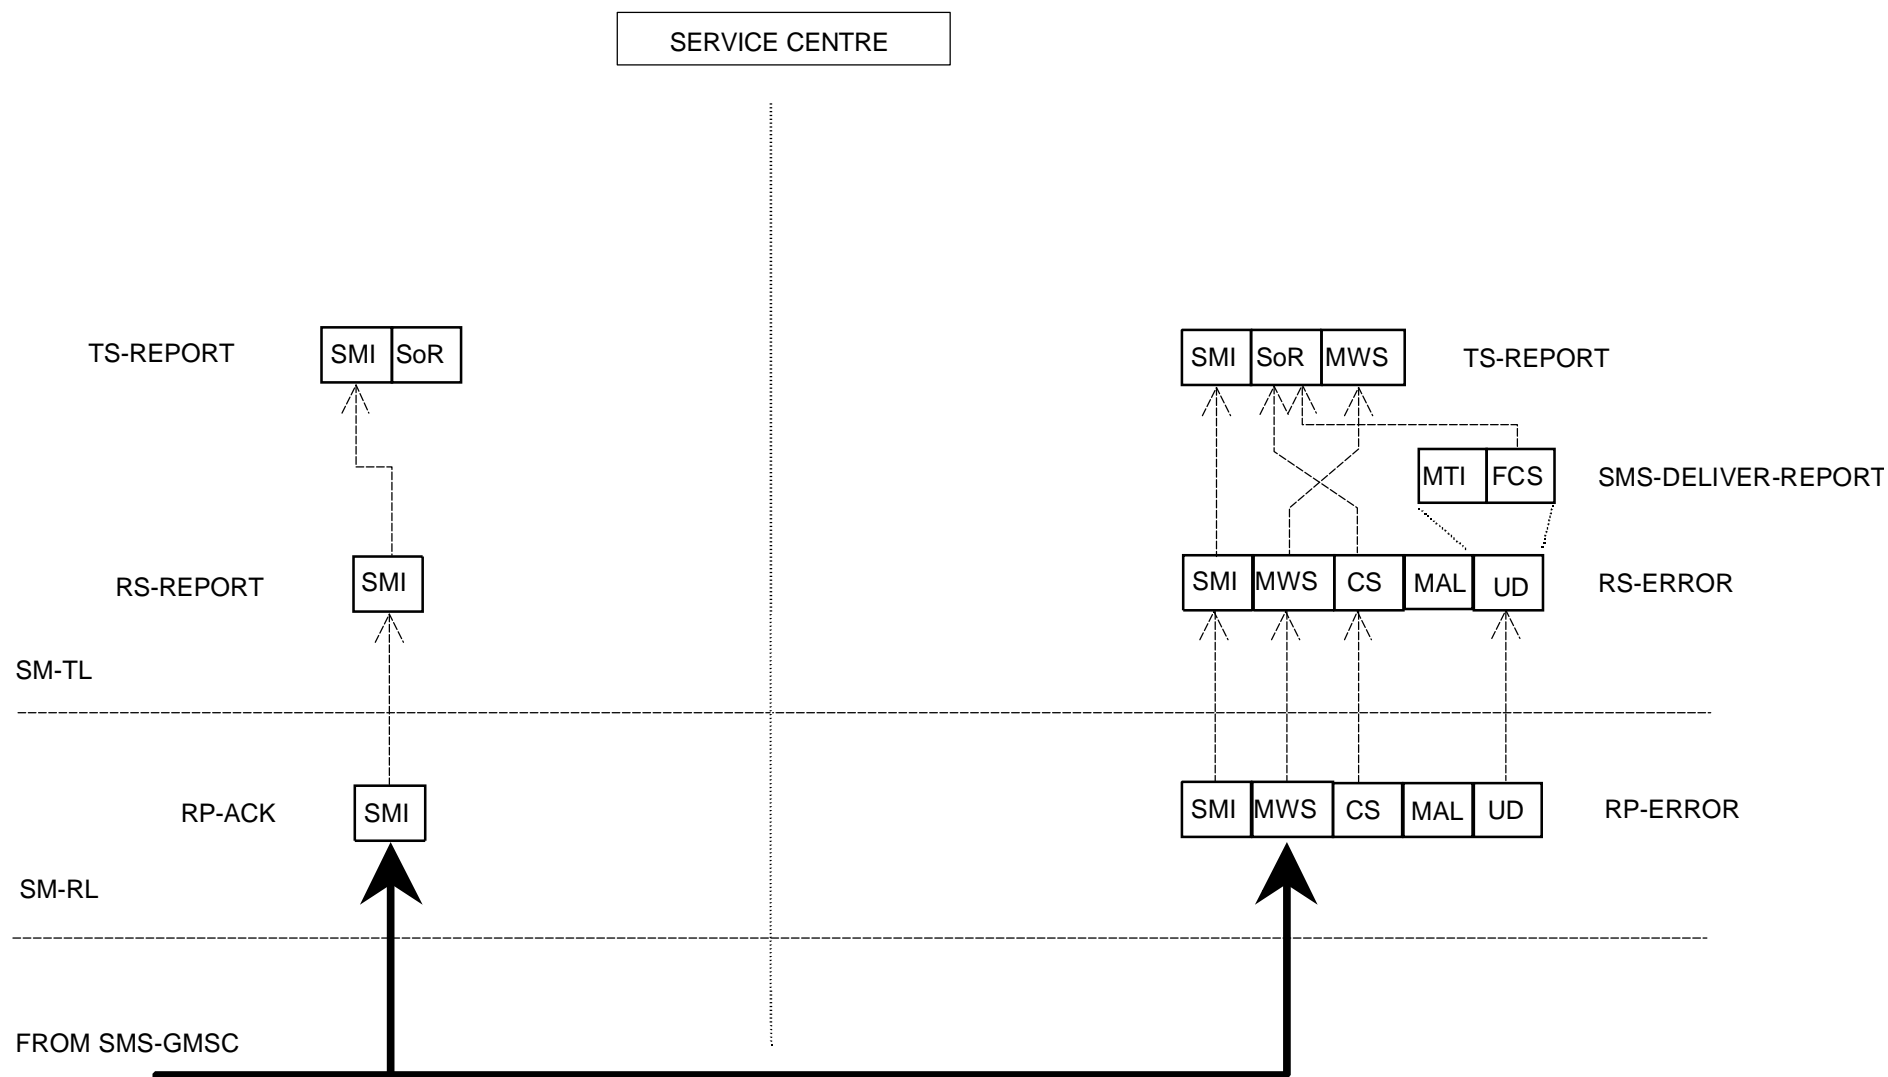 SERVICE CENTRE
TS-REPORT SMI SoR SMI SoR MWS TS-REPORT
MTI FCS SMS-DELIVER-REPORT
RS-REPORT SMI SMI MWS CS MAL UD RS-ERROR
SM-TL
RP-ACK SMI SMI MWS CS MAL UD RP-ERROR
SM-RL
FROM SMS-GMSC